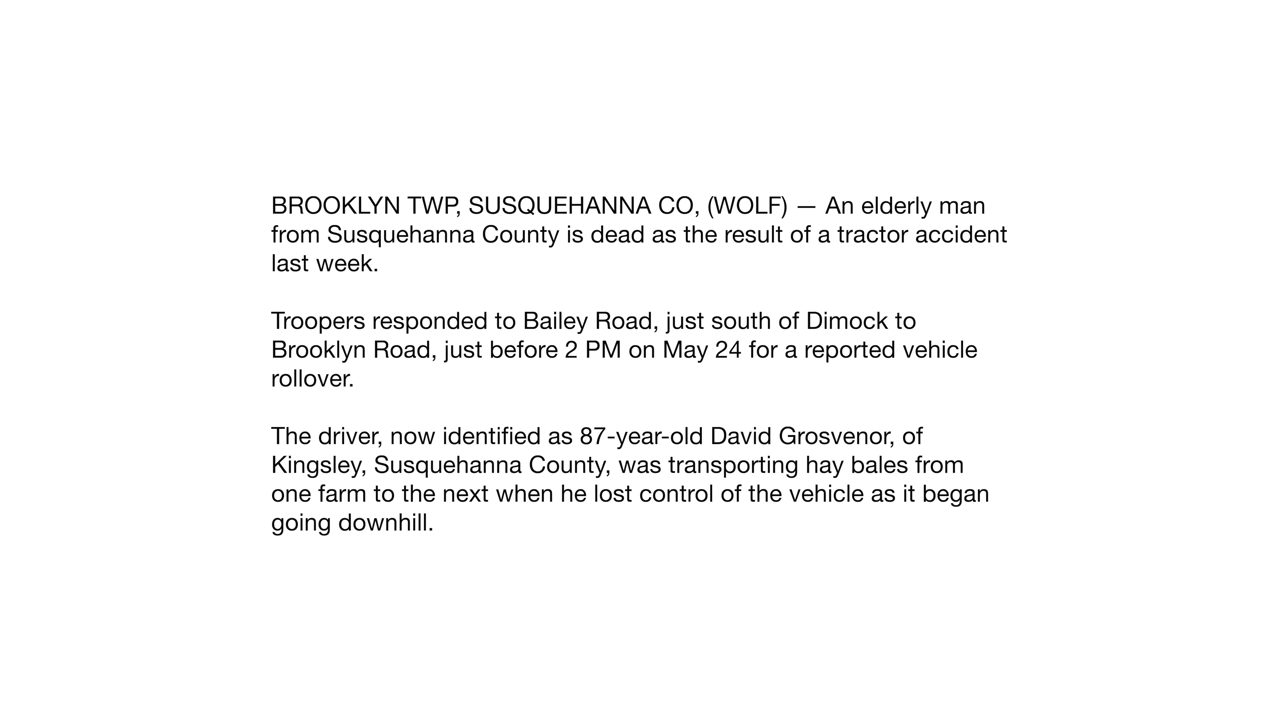 BROOKLYN TWP, SUSQUEHANNA CO, (WOLF) — An elderly man
from Susquehanna County is dead as the result of a tractor accident
last week.
Troopers responded to Bailey Road, just south of Dimock to
Brooklyn Road, just before 2 PM on May 24 for a reported vehicle
rollover.
The driver, now identified as 87-year-old David Grosvenor, of
Kingsley, Susquehanna County, was transporting hay bales from
one farm to the next when he lost control of the vehicle as it began
going downhill.